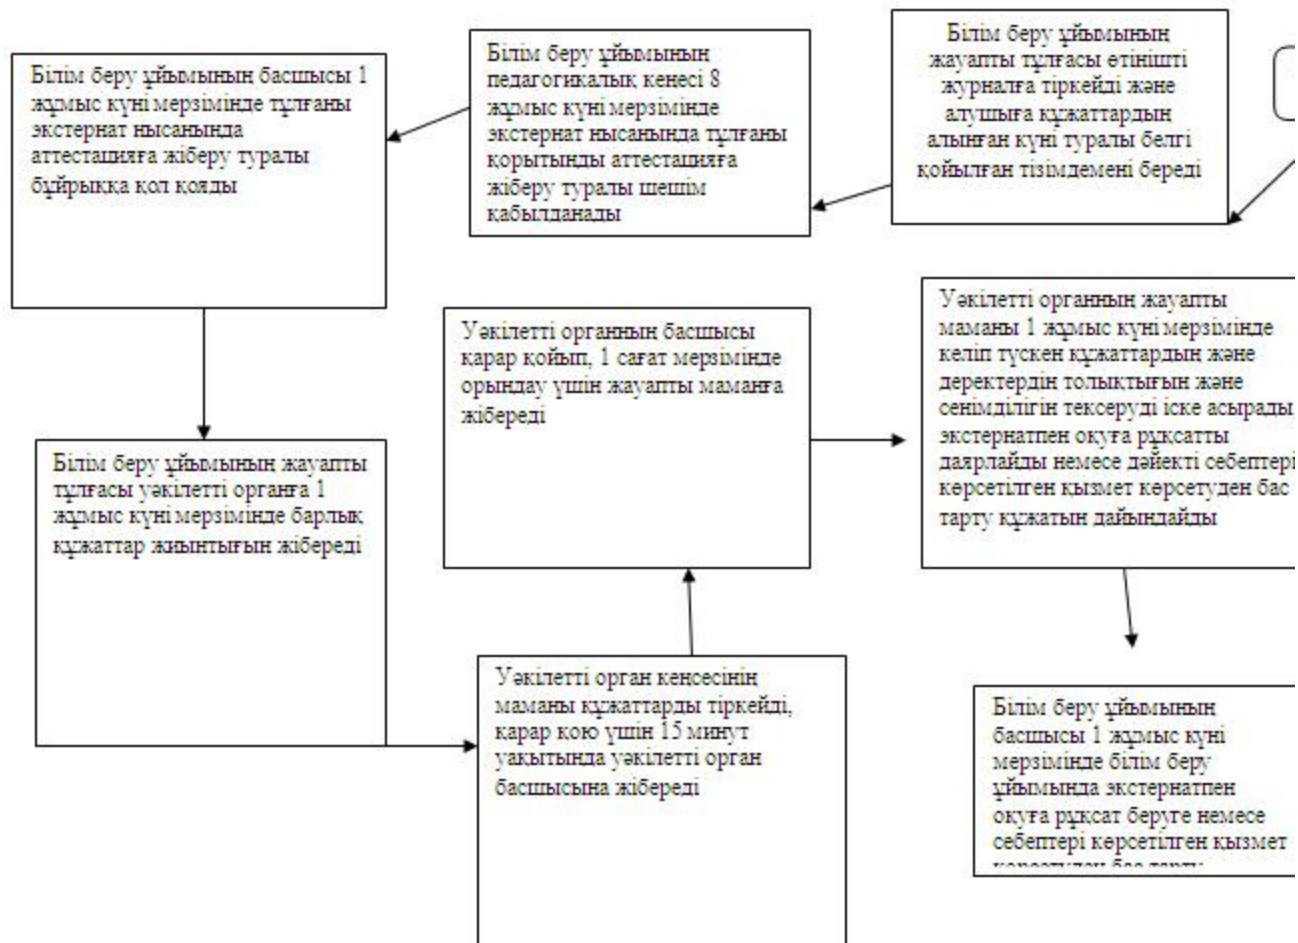 Білім беру ұйымының басшысы 1
жұмыс күні мерзімінде тұлғаны
экстернат нысанында
аттестацияға жіберу туралы
бұйрыққа қол қояды
Білім беру ұйымының
педагогикалық кеңесі 8
жұмыс күні мерзімінде
экстернат нысанында тұлғаны
қорытынды аттестацияға
жіберу туралы шешім
қабылданады
Білім беру ұйымының
жауапты тұлғасы өтінішті
журналға тіркейді және
алушыға құжаттардың
алынған күні туралы белгі
қойылған тізімдемені береді
Уәкілетті органның басшысы
қарар қойып, 1 сағат мерзімінде
орындау үшін жауапты маманға
жібереді
Уәкілетті органның жауапты
маманы 1 жұмыс күні мерзімінде
келіп түскен құжаттардың және
деректердің толықтығын және
сенімділігін тексеруді іске асырады
экстернатпен оқуға рұқсатты
даярлайды немесе дәйекті себептері
көрсетілген қызмет көрсетуден бас
тарту құжатын дайындайды
Білім беру ұйымының жауапты
тұлғасы уәкілетті органға 1
жұмыс күні мерзімінде барлық
құжаттар жиынтығын жібереді
Уәкілетті орган кеңсесінің
маманы құжаттарды тіркейді,
қарар қою үшін 15 минут
уақытында уәкілетті орган
басшысына жібереді
Білім беру ұйымының
басшысы 1 жұмыс күні
мерзімінде білім беру
ұйымында экстернатпен
оқуға рұқсат беруге немесе
себептері көрсетілген қызмет